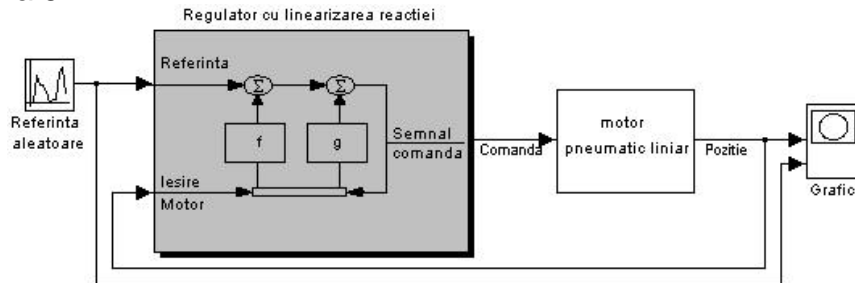 Regulator cu linearizarea reactiei
Referinta
Σ
Σ
Referinta
aleatoare
f
g
Semnal
comanda
Comanda
motor
pneumatic liniar
Pozitie
Grafic
Iesire
Motor